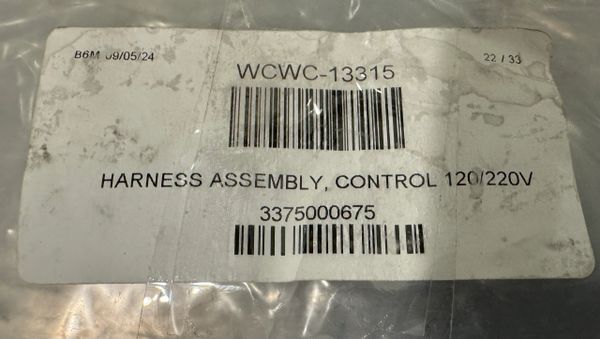 B6M 09/05/24
22 / 33
WCWC-13315
HARNESS ASSEMBLY, CONTROL 120/220V
3375000675